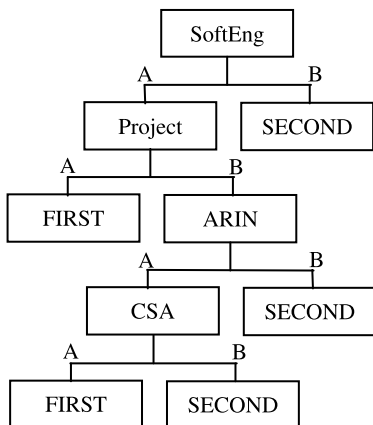 SoftEng
A B
Project SECOND
A B
FIRST ARIN
A B
CSA SECOND
A B
FIRST SECOND